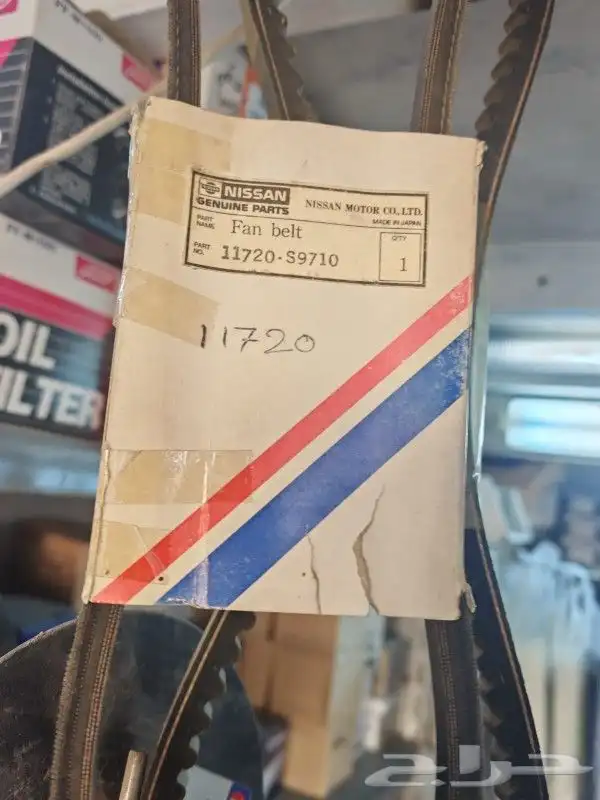 NISSAN
GENUINE PARTS
NISSAN MOTOR CO., LTD.
MADE IN JAPAN
PART NAME
Fan belt
PART NO.
11720-S9710
QTY
1
11720
OIL
FILTER
حراج